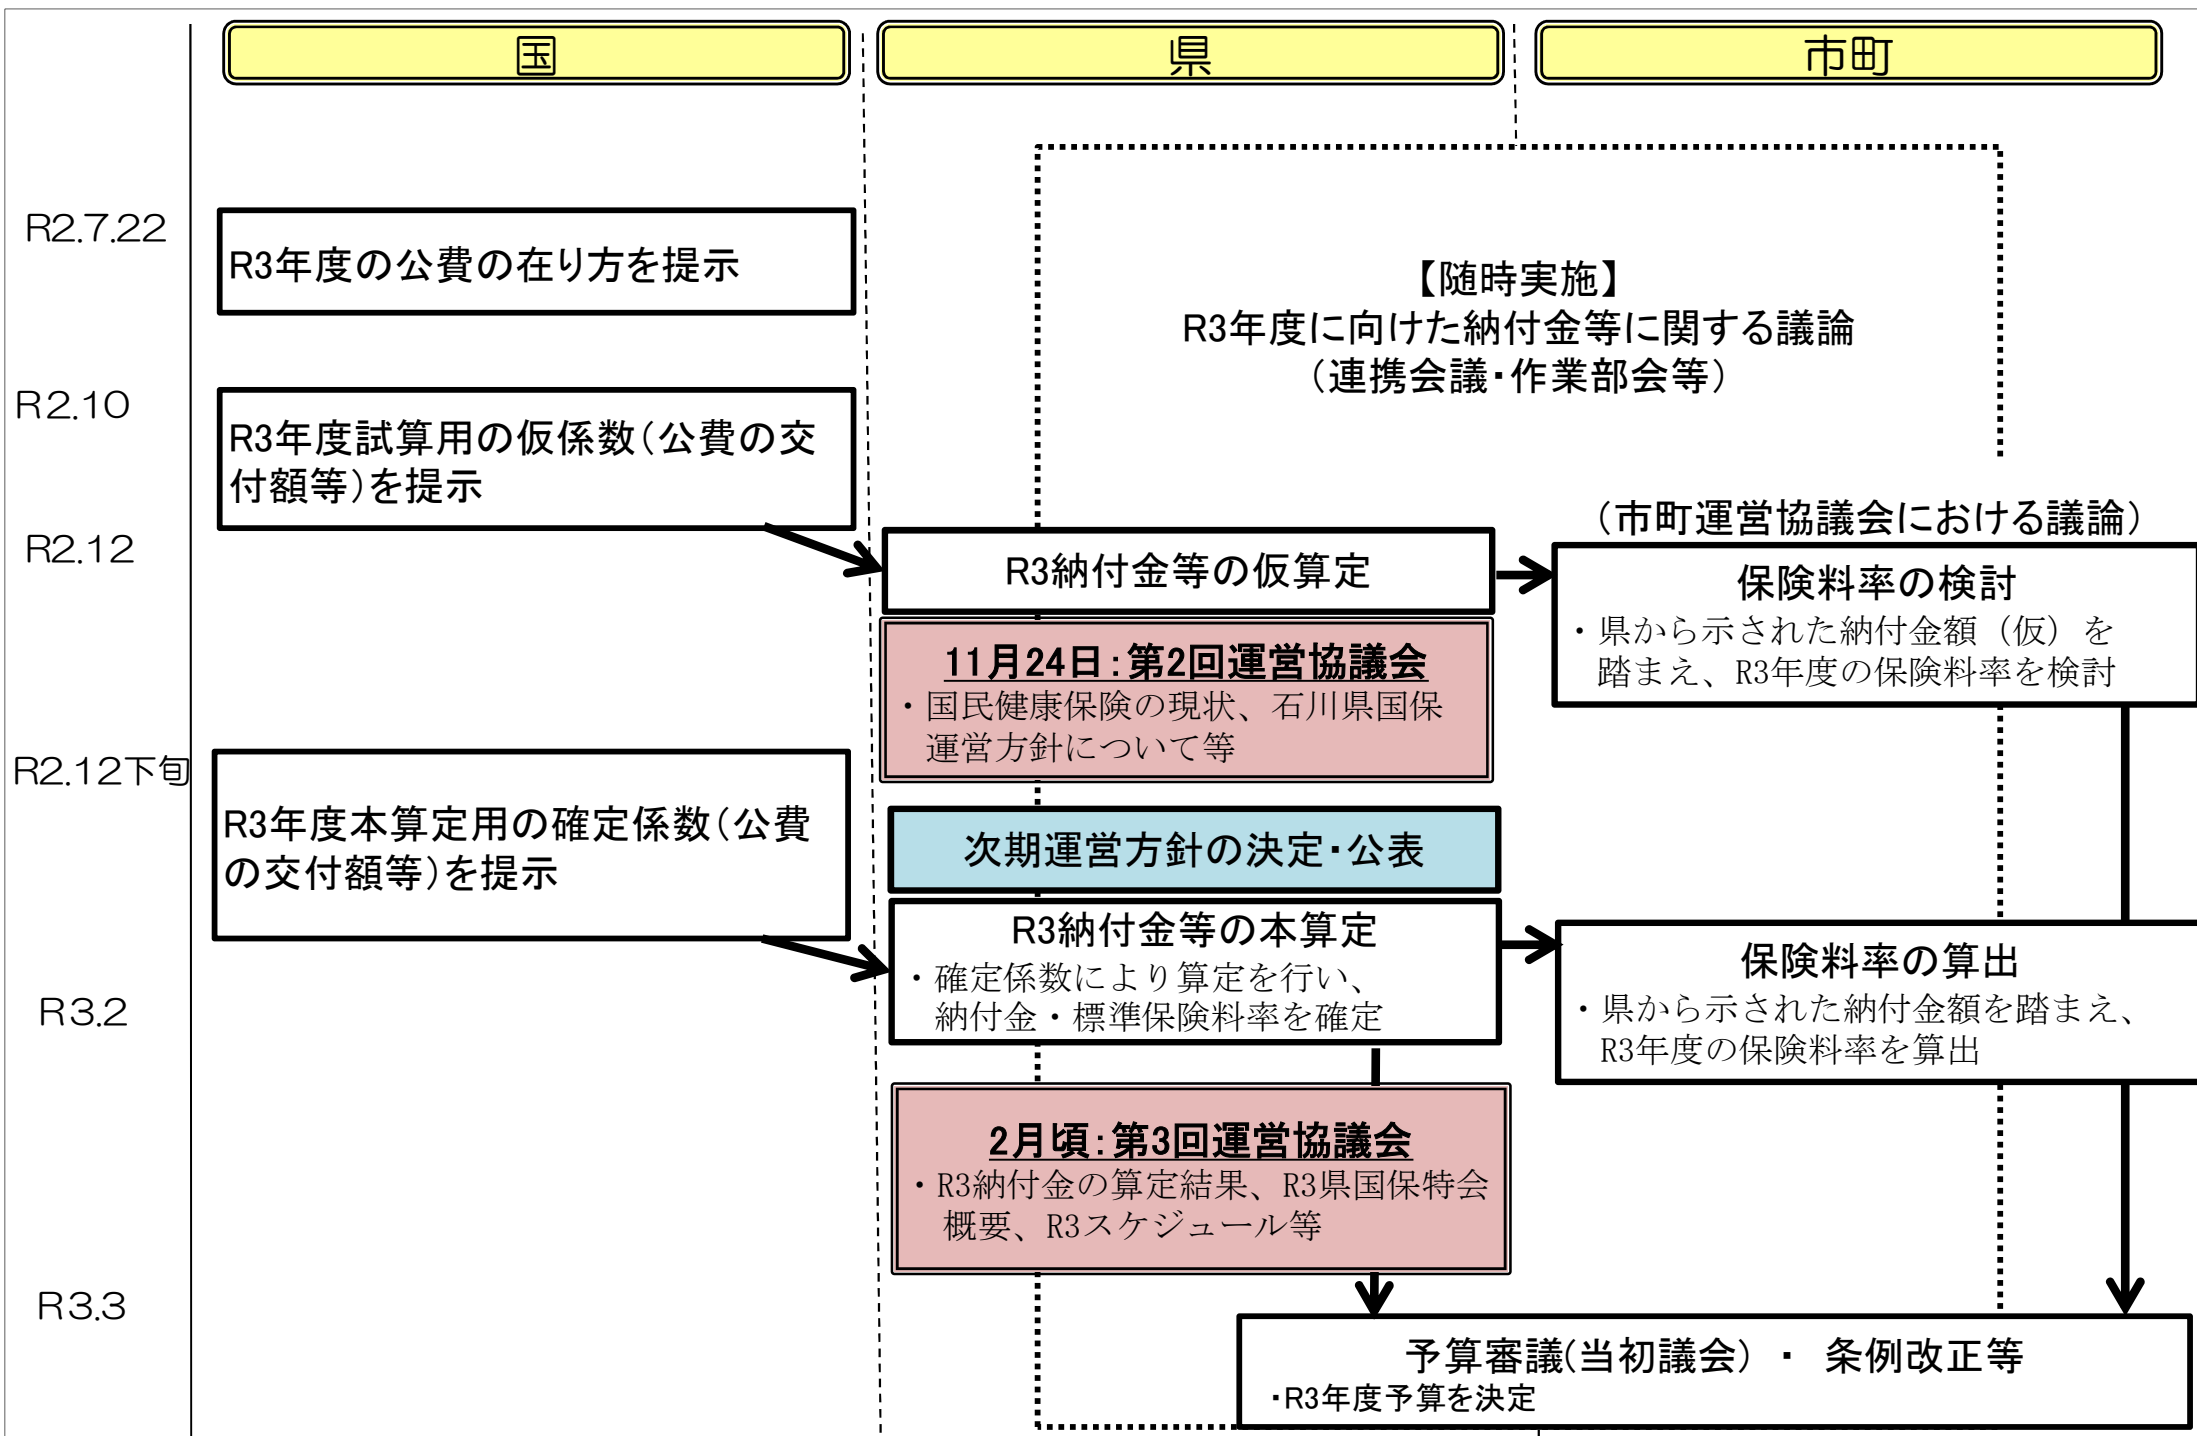 国
県
市町
R2.7.22
R3年度の公費の在り方を提示
【随時実施】
R3年度に向けた納付金等に関する議論
（連携会議・作業部会等）
R2.10
R3年度試算用の仮係数（公費の交
付額等）を提示
（市町運営協議会における議論）
R2.12
R3納付金等の仮算定
保険料率の検討
・県から示された納付金額（仮）を
踏まえ、R3年度の保険料率を検討
11月24日：第2回運営協議会
・国民健康保険の現状、石川県国保
運営方針について等
R2.12下旬
R3年度本算定用の確定係数（公費
の交付額等）を提示
次期運営方針の決定・公表
R3納付金等の本算定
・確定係数により算定を行い、
納付金・標準保険料率を確定
保険料率の算出
・県から示された納付金額を踏まえ、
R3年度の保険料率を算出
R3.2
2月頃：第3回運営協議会
・R3納付金の算定結果、R3県国保特会
概要、R3スケジュール等
R3.3
予算審議(当初議会）・ 条例改正等
・R3年度予算を決定